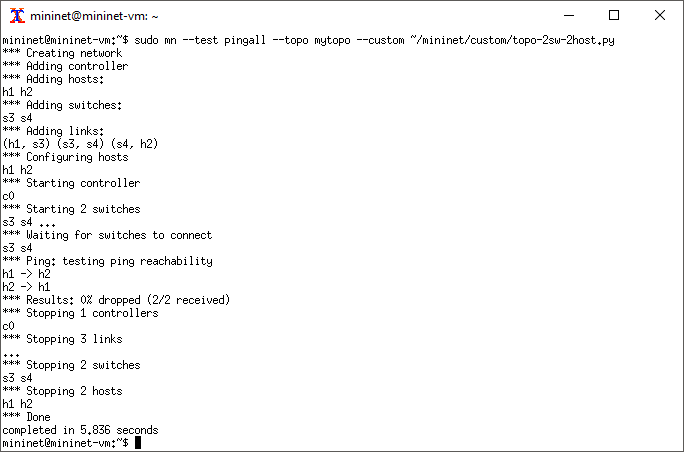 mininet@mininet-vm: ~
mininet@mininet-vm:~$ sudo mn --test pingall --topo mytopo --custom ~/mininet/custom/topo-2sw-2host.py
*** Creating network
*** Adding controller
*** Adding hosts:
h1 h2
*** Adding switches:
s3 s4
*** Adding links:
(h1, s3) (s3, s4) (s4, h2)
*** Configuring hosts
h1 h2
*** Starting controller
c0
*** Starting 2 switches
s3 s4 ...
*** Waiting for switches to connect
s3 s4
*** Ping: testing ping reachability
h1 -> h2
h2 -> h1
*** Results: 0% dropped (2/2 received)
*** Stopping 1 controllers
c0
*** Stopping 3 links
...
*** Stopping 2 switches
s3 s4
*** Stopping 2 hosts
h1 h2
*** Done
completed in 5.836 seconds
mininet@mininet-vm:~$